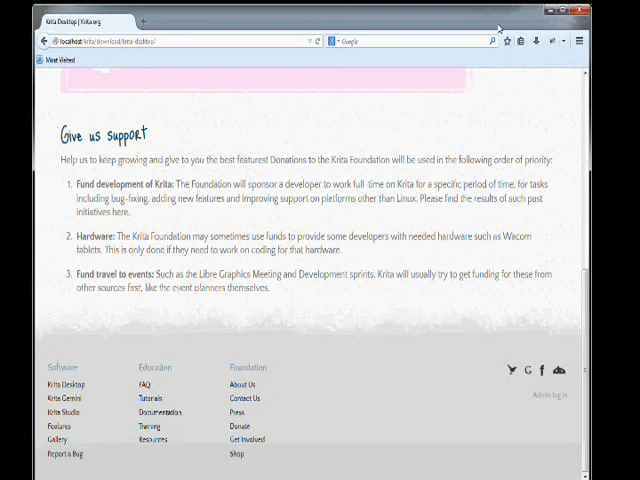 Krita Desktop | Krita.org
localhost/krita/download/krita-desktop/
Google
Most Visited
Give us support
Help us to keep growing and give to you the best features! Donations to the Krita Foundation will be used in the following order of priority:
1. Fund development of Krita: The Foundation will sponsor a developer to work full-time on Krita for a specific period of time, for tasks
including bug-fixing, adding new features and improving support on platforms other than Linux. Please find the results of such past
initiatives here.
2. Hardware: The Krita Foundation may sometimes use funds to provide some developers with needed hardware such as Wacom
tablets. This is only done if they need to work on coding for that hardware.
3. Fund travel to events: Such as the Libre Graphics Meeting and Development sprints. Krita will usually try to get funding for these from
other sources first, like the event planners themselves.
Software Education Foundation
Krita Desktop FAQ About Us
Krita Gemini Tutorials Contact Us
Krita Studio Documentation Press
Features Training Donate
Gallery Resources Get Involved
Report a Bug Shop
Admin log in